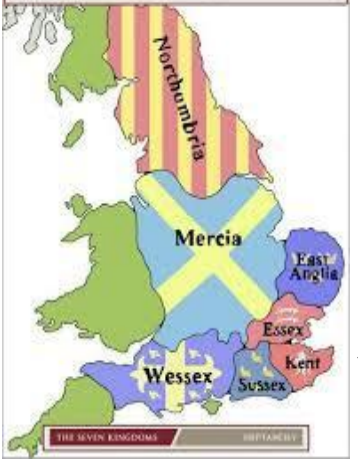 Northumbria
Mercia
East
Anglia
Essex
Kent
Wessex
Sussex
THE SEVEN KINGDOMS
HEPTARCHY